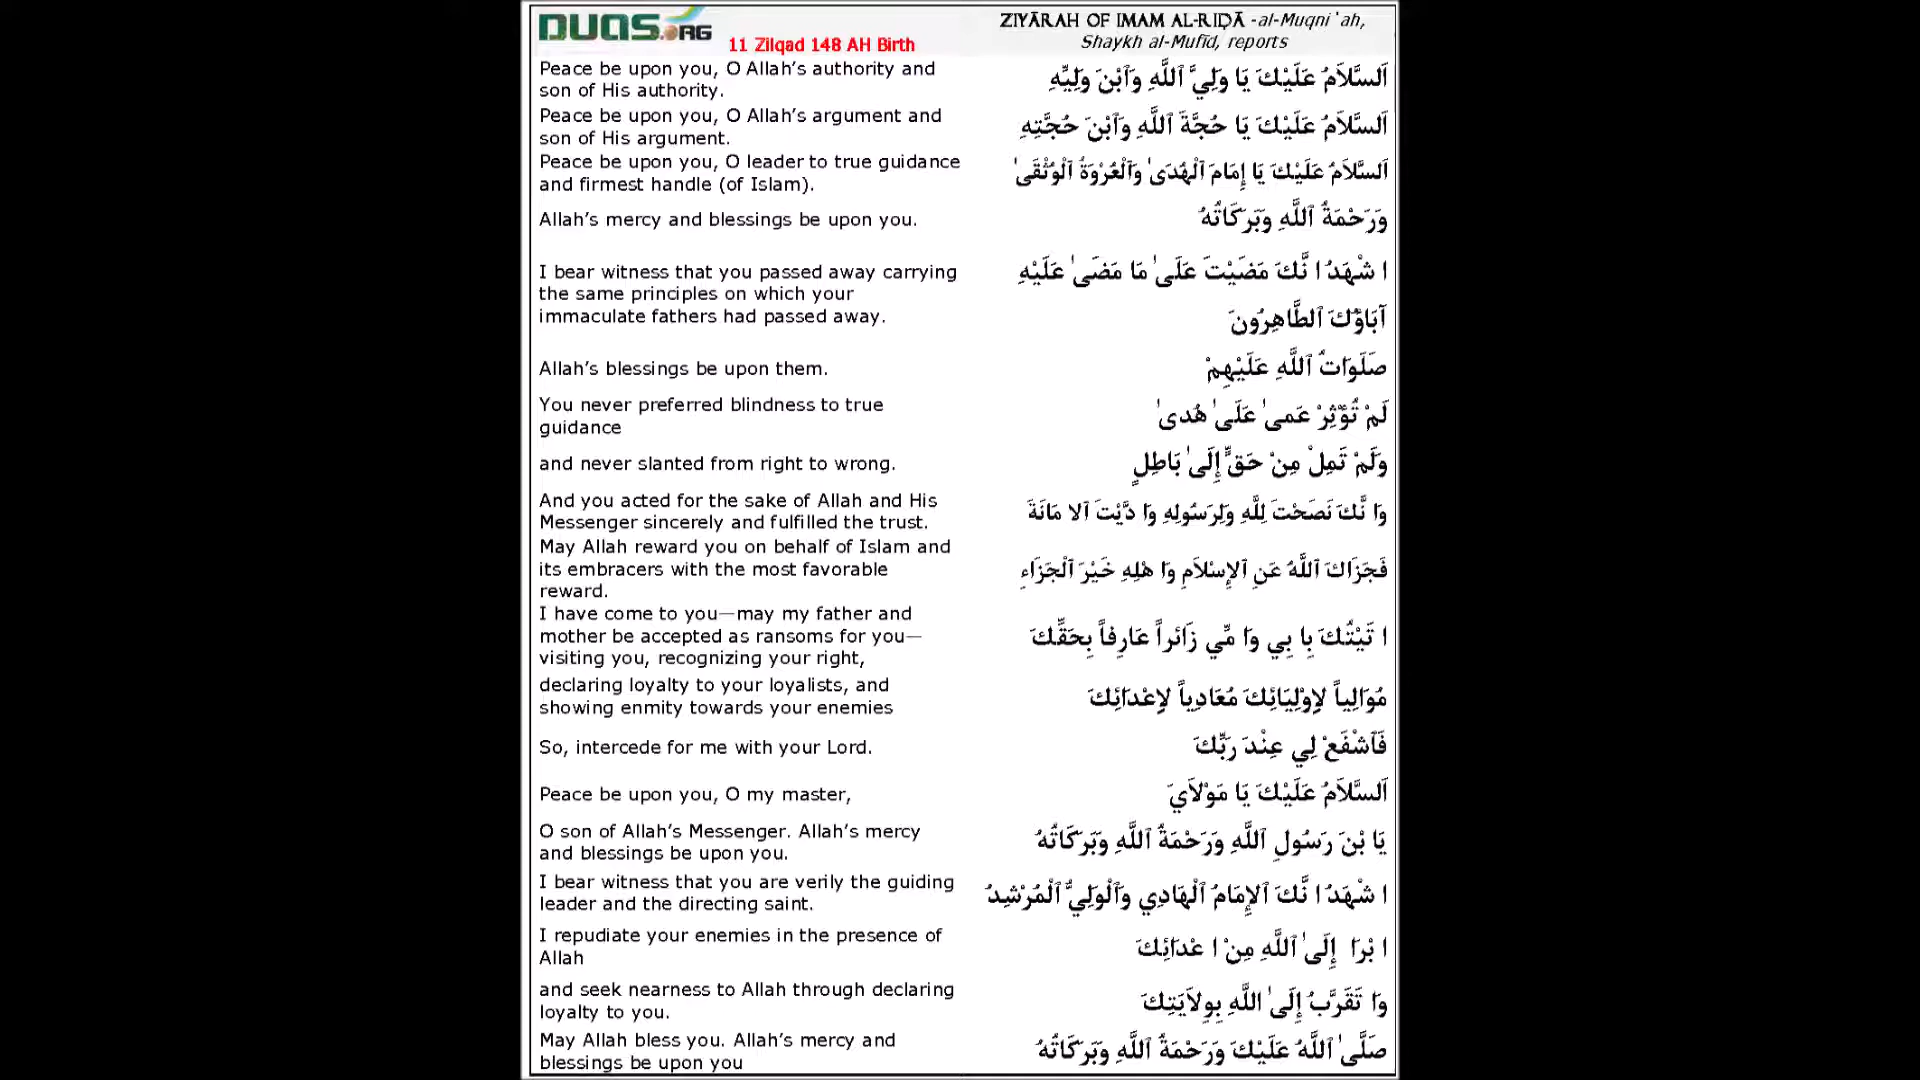 DUAS.ORG
11 Zilqad 148 AH Birth
ZIYĀRAH OF IMAM AL-RIḌĀ -al-Muqni`ah,
Shaykh al-Mufīd, reports
Peace be upon you, O Allah’s authority and
son of His authority.
اَلسَّلاَمُ عَلَيْكَ يَا وَلِيَّ ٱللَّهِ وَٱبْنَ وَلِيِّهِ
Peace be upon you, O Allah’s argument and
son of His argument.
اَلسَّلاَمُ عَلَيْكَ يَا حُجَّةَ ٱللَّهِ وَٱبْنَ حُجَّتِهِ
Peace be upon you, O leader to true guidance
and firmest handle (of Islam).
اَلسَّلاَمُ عَلَيْكَ يَا إِمَامَ ٱلْهُدَىٰ وَٱلْعُرْوَةُ ٱلْوُثْقَىٰ
Allah’s mercy and blessings be upon you.
وَرَحْمَةُ ٱللَّهِ وَبَرَكَاتُهُ
I bear witness that you passed away carrying
the same principles on which your
immaculate fathers had passed away.
ا شْهَدُ ا نَّكَ مَضَيْتَ عَلَىٰ مَا مَضَىٰ عَلَيْهِ
آبَاؤُكَ ٱلطَّاهِرُونَ
Allah’s blessings be upon them.
صَلَوَاتُ ٱللَّهِ عَلَيْهِمْ
You never preferred blindness to true
guidance
لَمْ تُؤْثِرْ عَمىٰ عَلَىٰ هُدىٰ
and never slanted from right to wrong.
وَلَمْ تَمِلْ مِنْ حَقٍّ إِلَىٰ بَاطِلٍ
And you acted for the sake of Allah and His
Messenger sincerely and fulfilled the trust.
وَا نَّكَ نَصَحْتَ لِلَّهِ وَلِرَسُولِهِ وَا دَّيْتَ ٱلا مَانَةَ
May Allah reward you on behalf of Islam and
its embracers with the most favorable
reward.
فَجَزَاكَ ٱللَّهُ عَنِ ٱلإِسْلاَمِ وَا هْلِهِ خَيْرَ ٱلْجَزَاءِ
I have come to you—may my father and
mother be accepted as ransoms for you—
visiting you, recognizing your right,
ا تَيْتُكَ بِا بِي وَا مِّي زَائراً عَارِفاً بِحَقِّكَ
declaring loyalty to your loyalists, and
showing enmity towards your enemies
مُوَالِياً لاِوْلِيَائِكَ مُعَادِياً لاِعْدَائِكَ
So, intercede for me with your Lord.
فَٱشْفَعْ لِي عِنْدَ رَبِّكَ
Peace be upon you, O my master,
اَلسَّلاَمُ عَلَيْكَ يَا مَوْلاَيَ
O son of Allah’s Messenger. Allah’s mercy
and blessings be upon you.
يَا بْنَ رَسُولِ ٱللَّهِ وَرَحْمَةُ ٱللَّهِ وَبَرَكَاتُهُ
I bear witness that you are verily the guiding
leader and the directing saint.
ا شْهَدُ ا نَّكَ ٱلإِمَامُ ٱلْهَادِي وَٱلْوَلِيُّ ٱلْمُرْشِدُ
I repudiate your enemies in the presence of
Allah
ا بْرَا إِلَىٰ ٱللَّهِ مِنْ ا عْدَائِكَ
and seek nearness to Allah through declaring
loyalty to you.
وَا تَقَرَّبُ إِلَىٰ ٱللَّهِ بِوِلاَيَتِكَ
May Allah bless you. Allah’s mercy and
blessings be upon you
صَلَّىٰ ٱللَّهُ عَلَيْكَ وَرَحْمَةُ ٱللَّهِ وَبَرَكَاتُهُ